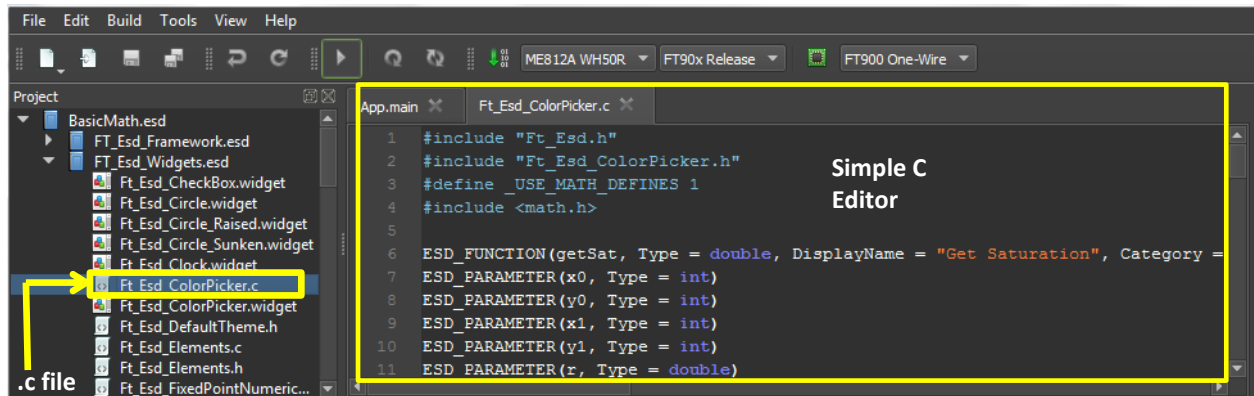 File Edit Build Tools View Help
ME812A WH50R FT90x Release FT900 One-Wire
Project
BasicMath.esd
FT_Esd_Framework.esd
FT_Esd_Widgets.esd
Ft_Esd_CheckBox.widget
Ft_Esd_Circle.widget
Ft_Esd_Circle_Raised.widget
Ft_Esd_Circle_Sunken.widget
Ft_Esd_Clock.widget
Ft_Esd_ColorPicker.c
Ft_Esd_ColorPicker.widget
Ft_Esd_DefaultTheme.h
Ft_Esd_Elements.c
Ft_Esd_Elements.h
Ft_Esd_FixedPointNumeric...
.c file
App.main Ft_Esd_ColorPicker.c
1 #include "Ft_Esd.h"
2 #include "Ft_Esd_ColorPicker.h"
3 #define _USE_MATH_DEFINES 1
4 #include <math.h>
5
6 ESD_FUNCTION(getSat, Type = double, DisplayName = "Get Saturation", Category =
7 ESD_PARAMETER(x0, Type = int)
8 ESD_PARAMETER(y0, Type = int)
9 ESD_PARAMETER(x1, Type = int)
10 ESD_PARAMETER(y1, Type = int)
11 ESD_PARAMETER(r, Type = double)
Simple C
Editor